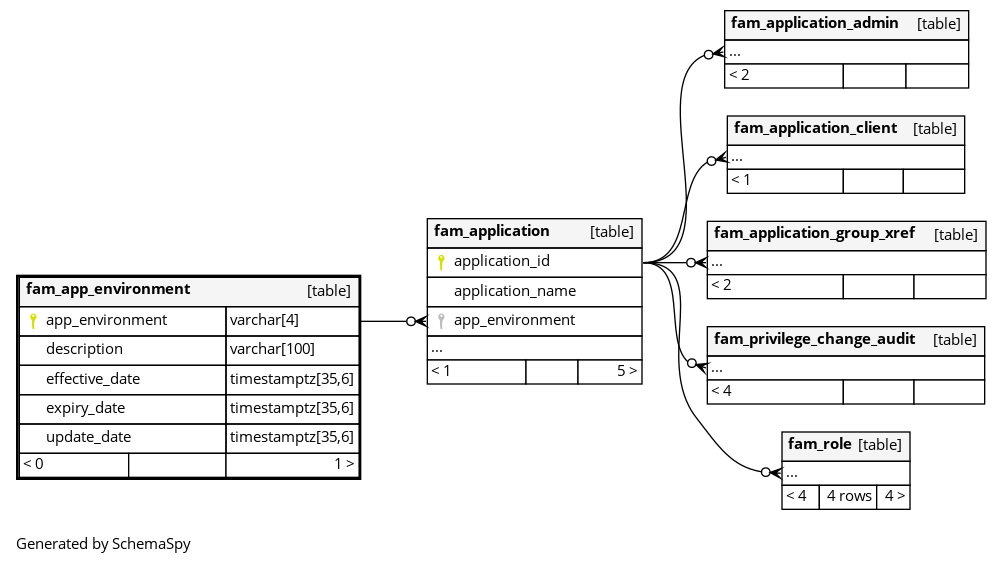 fam_application_admin [table]
...
< 2
fam_application_client [table]
...
< 1
fam_application_group_xref [table]
...
< 2
fam_privilege_change_audit [table]
...
< 4
fam_role [table]
...
< 4 4 rows 4 >
fam_application [table]
application_id
application_name
app_environment
...
< 1 5 >
fam_app_environment [table]
app_environment varchar[4]
description varchar[100]
effective_date timestamptz[35,6]
expiry_date timestamptz[35,6]
update_date timestamptz[35,6]
< 0 1 >
Generated by SchemaSpy